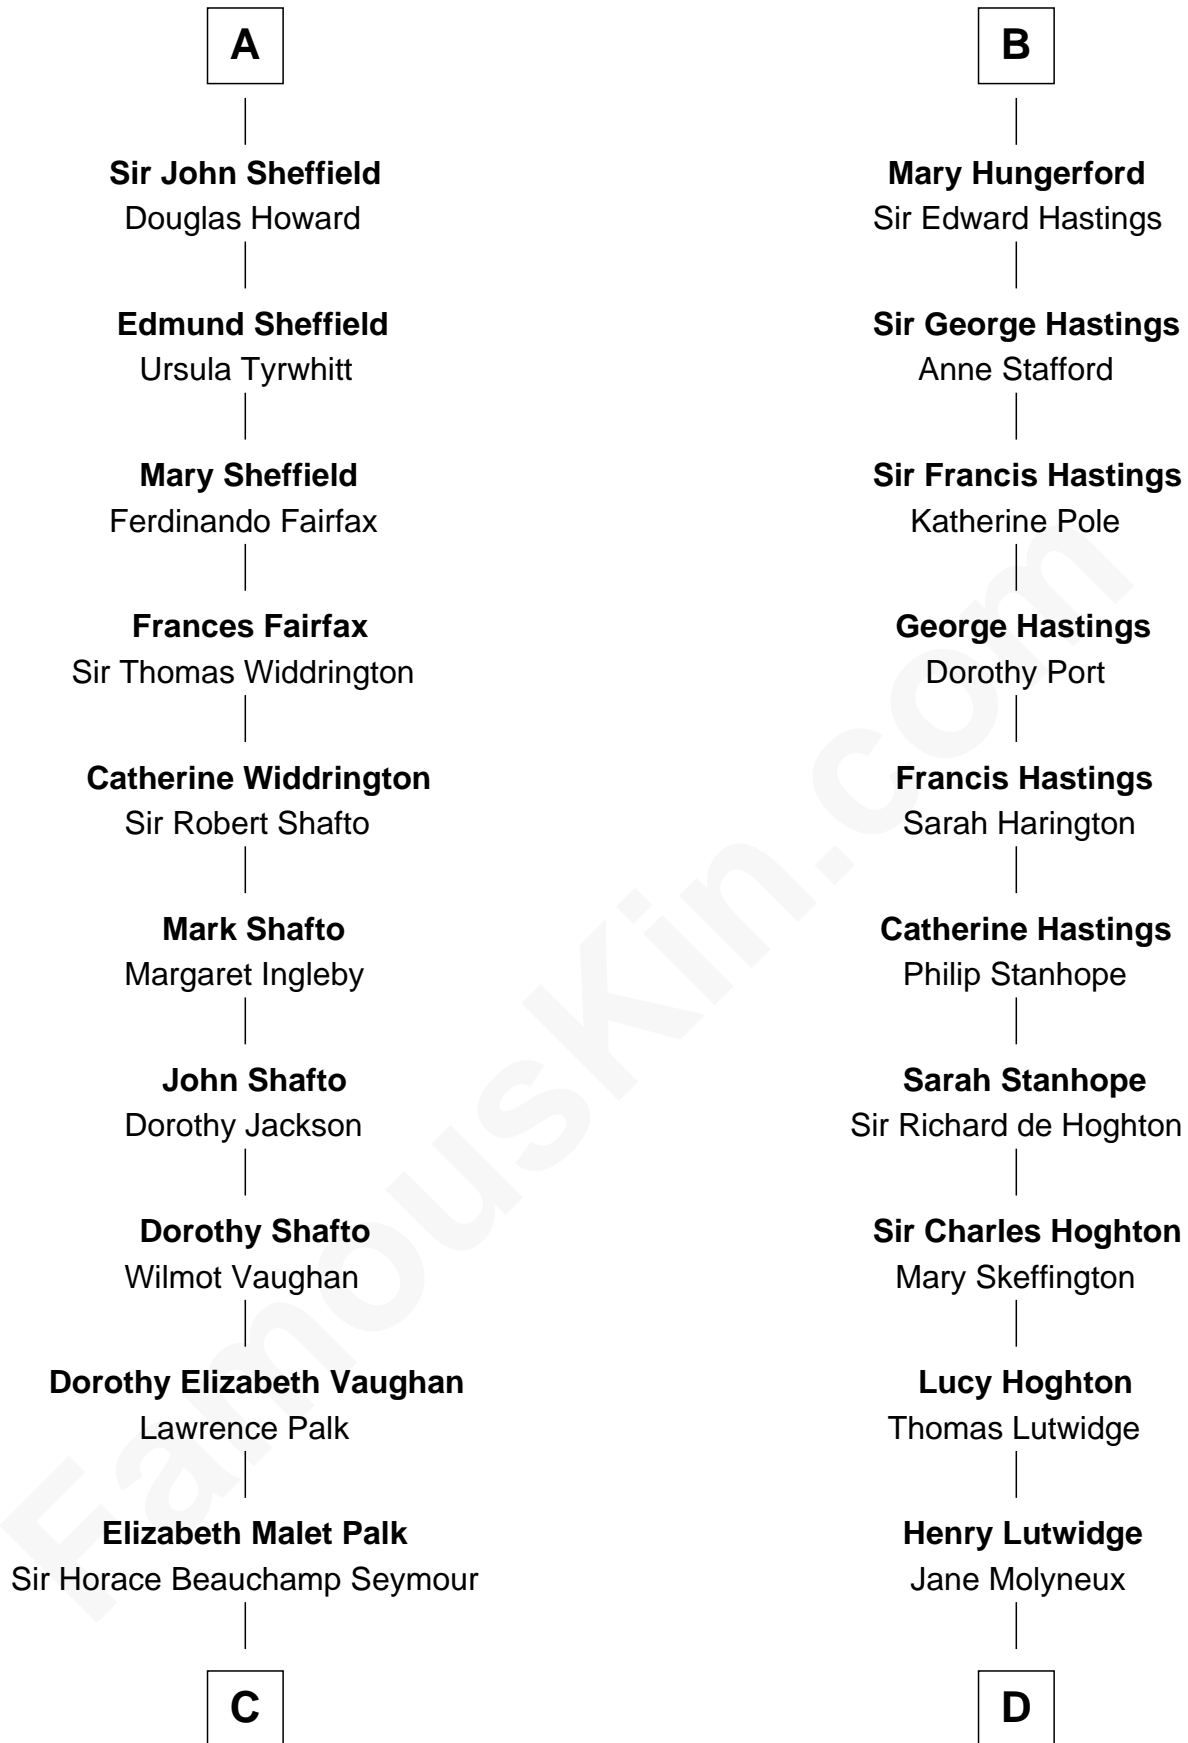 A
Sir John Sheffield
Douglas Howard
Edmund Sheffield
Ursula Tyrwhitt
Mary Sheffield
Ferdinando Fairfax
Frances Fairfax
Sir Thomas Widdrington
Catherine Widdrington
Sir Robert Shafto
Mark Shafto
Margaret Ingleby
John Shafto
Dorothy Jackson
Dorothy Shafto
Wilmot Vaughan
Dorothy Elizabeth Vaughan
Lawrence Palk
Elizabeth Malet Palk
Sir Horace Beauchamp Seymour
C
B
Mary Hungerford
Sir Edward Hastings
Sir George Hastings
Anne Stafford
Sir Francis Hastings
Katherine Pole
George Hastings
Dorothy Port
Francis Hastings
Sarah Harington
Catherine Hastings
Philip Stanhope
Sarah Stanhope
Sir Richard de Hoghton
Sir Charles Hoghton
Mary Skeffington
Lucy Hoghton
Thomas Lutwidge
Henry Lutwidge
Jane Molyneux
D
FamousKin.com